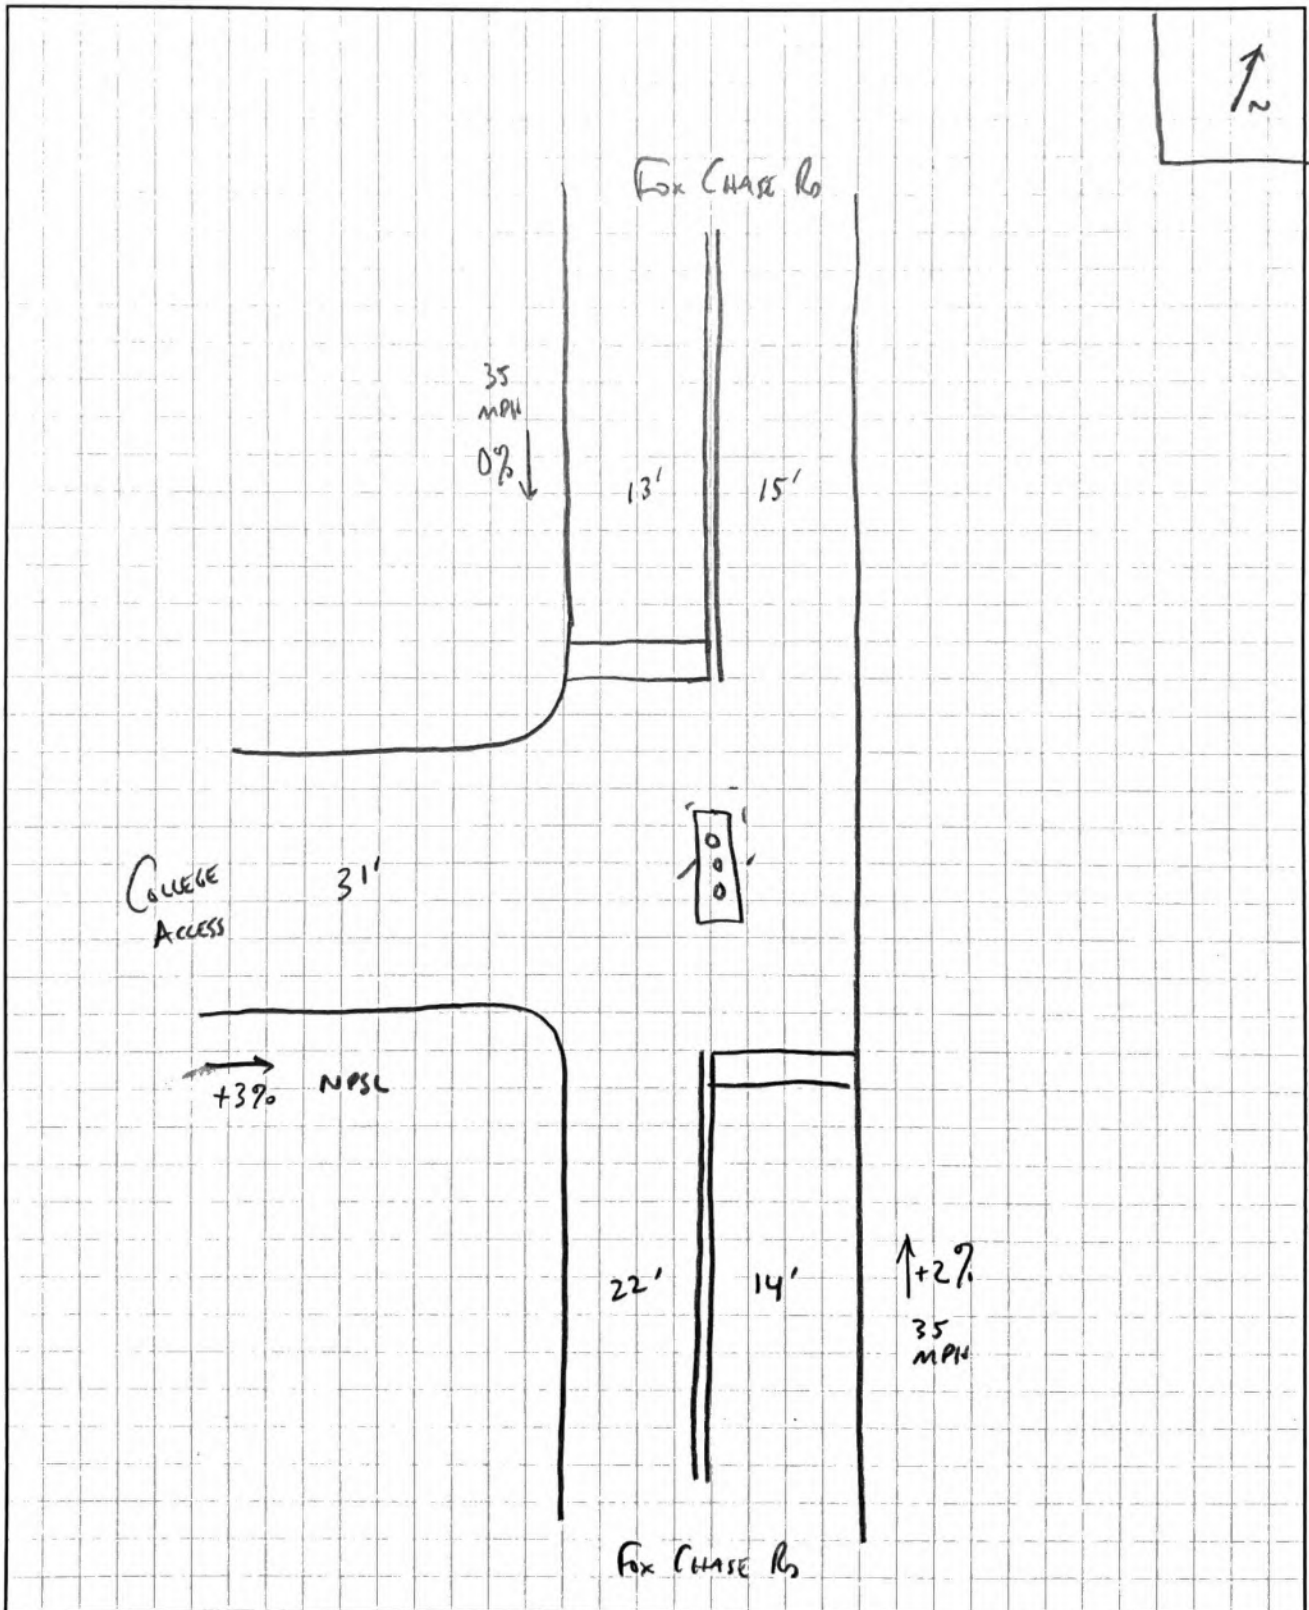 N
Fox CHASE RD
35
MPH
0%
13'
15'
COLLEGE
ACCESS
31'
+3%
NPSL
22'
14'
+2%
35
MPH
Fox CHASE RD